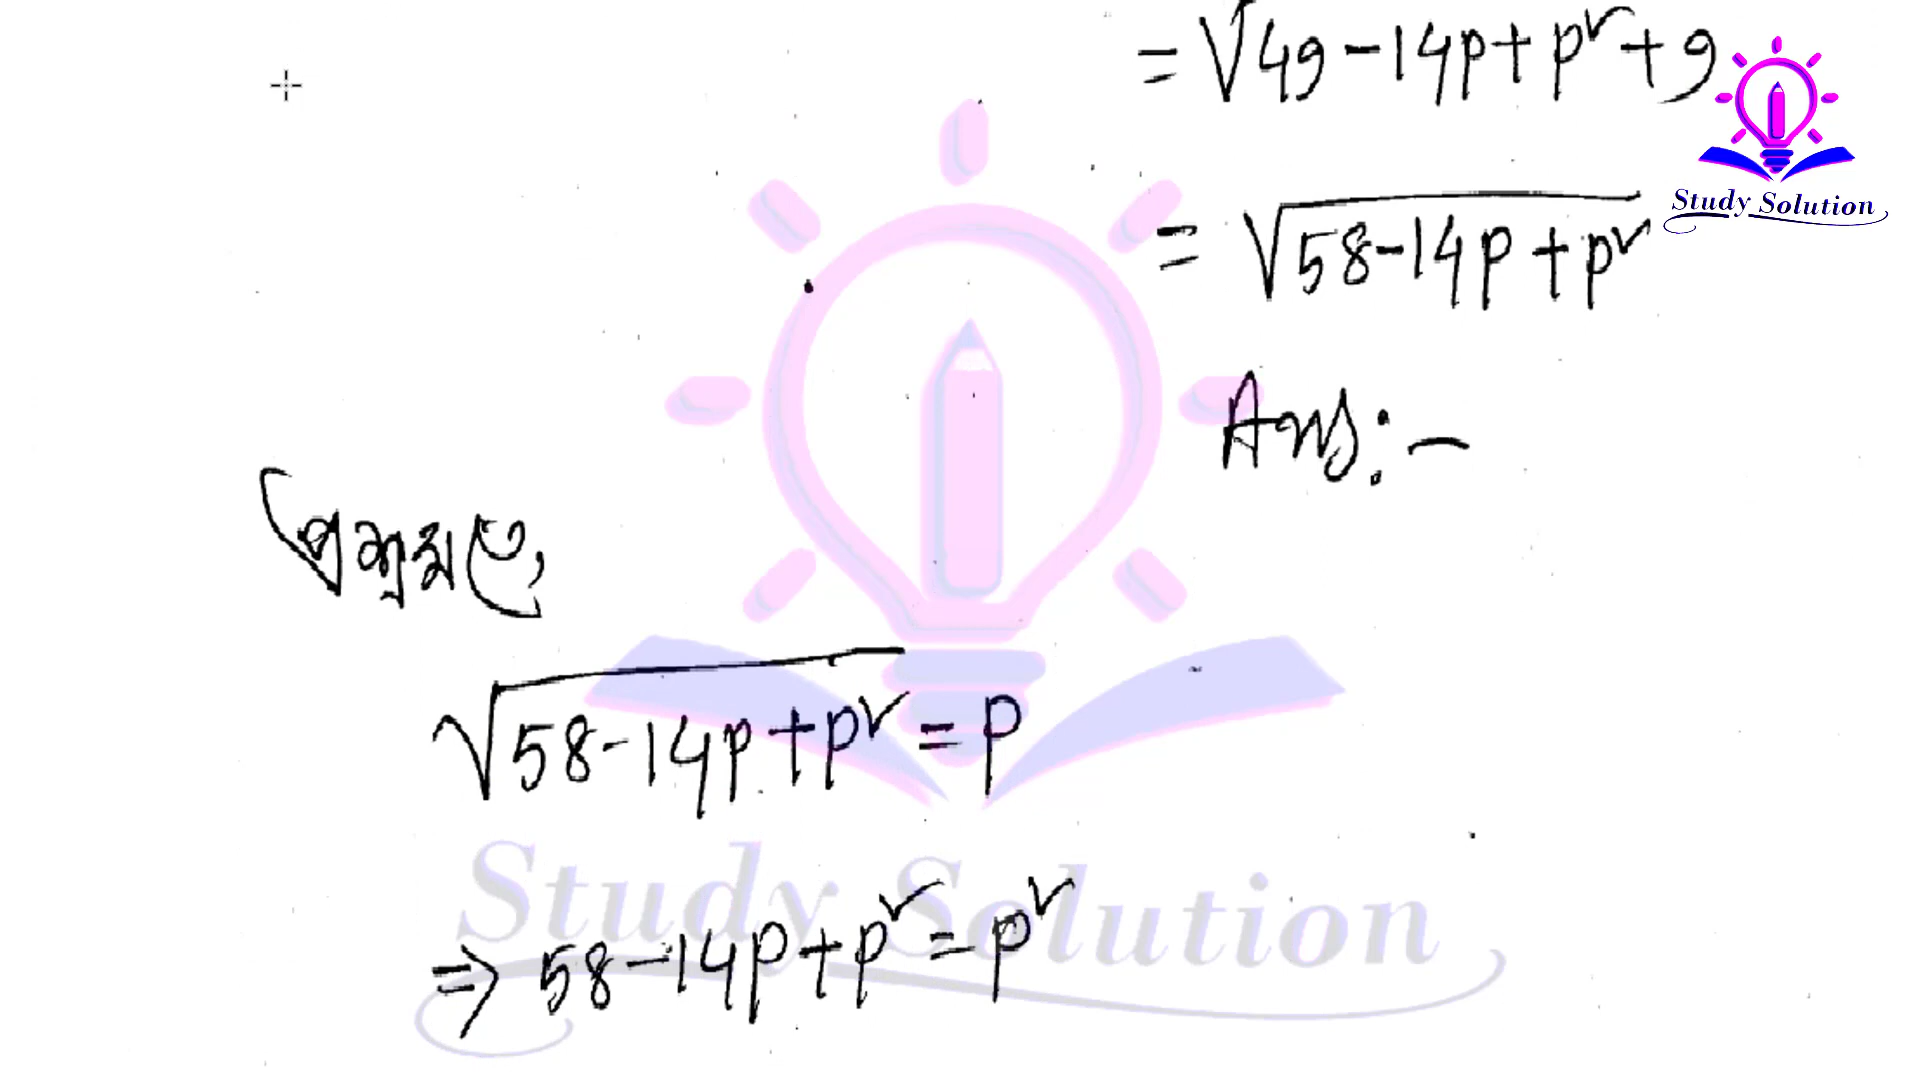 = √49-14p+p²+9
Study Solution
= √58-14p+p²
Ans:-
প্রশ্নমতে,
√58-14p+p² = p
Study Solution
⇒ 58-14p+p² = p²